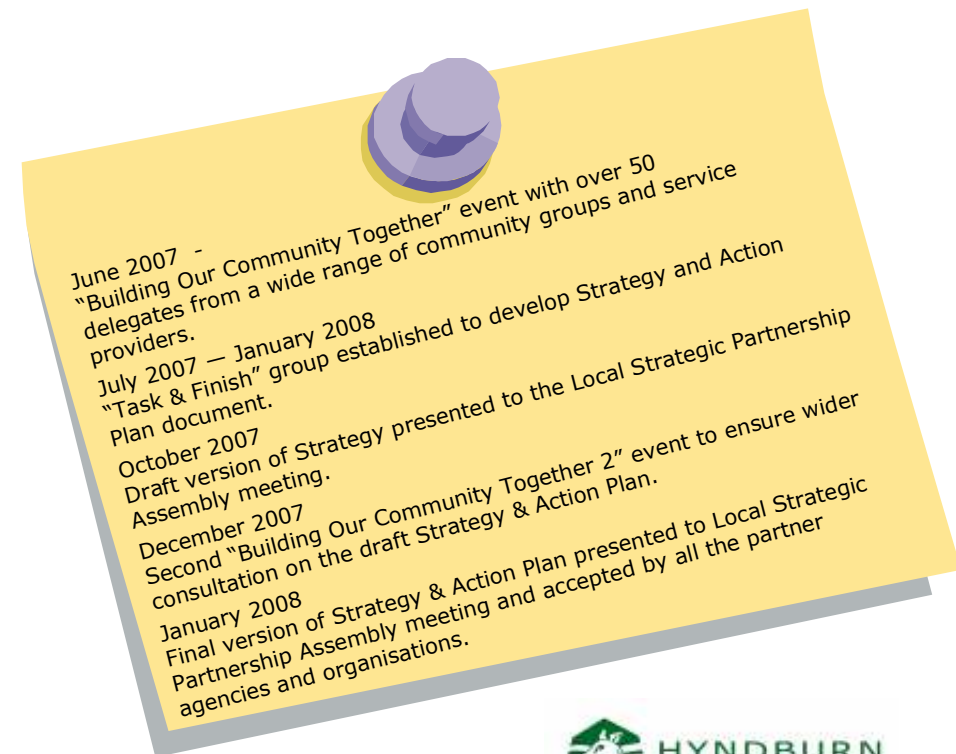 June 2007  -
“Building Our Community Together” event with over 50
delegates from a wide range of community groups and service
providers.
July 2007 — January 2008
“Task & Finish” group established to develop Strategy and Action
Plan document.
October 2007
Draft version of Strategy presented to the Local Strategic Partnership
Assembly meeting.
December 2007
Second “Building Our Community Together 2” event to ensure wider
consultation on the draft Strategy & Action Plan.
January 2008
Final version of Strategy & Action Plan presented to Local Strategic
Partnership Assembly meeting and accepted by all the partner
agencies and organisations.
HYNDBURN